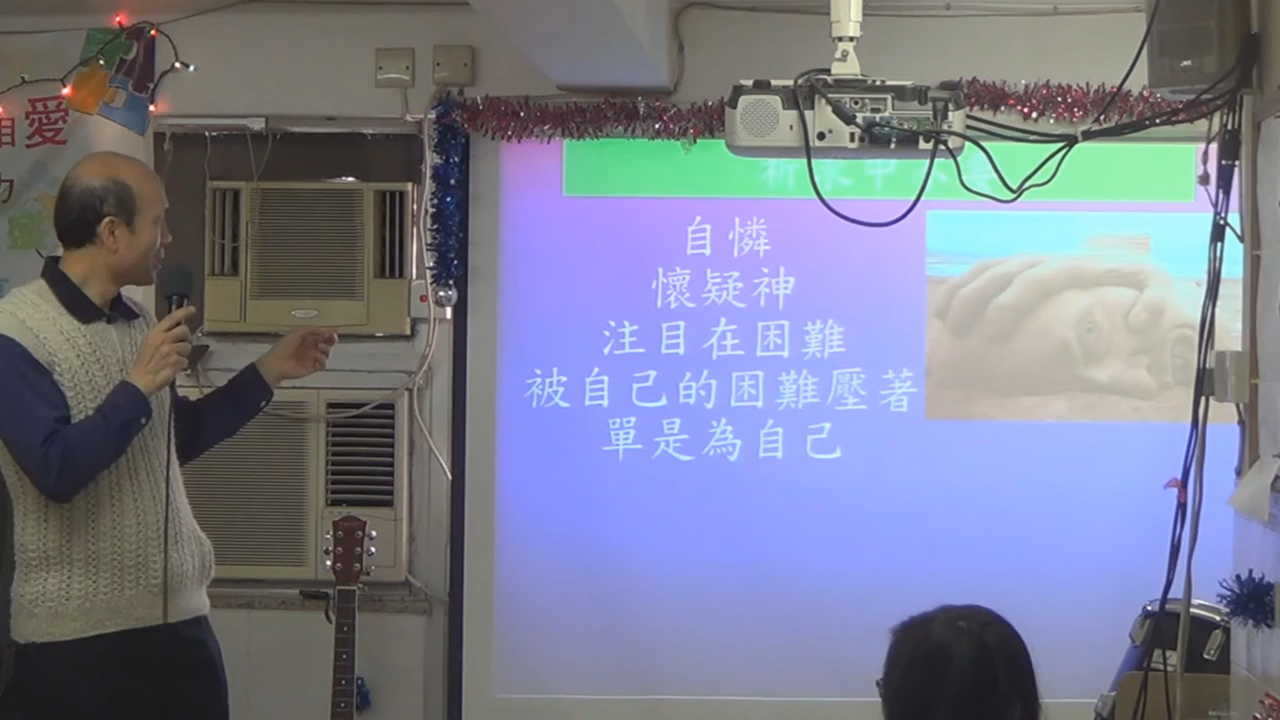 愛
自憐
懷疑神
注目在困難
被自己的困難壓著
單是為自己